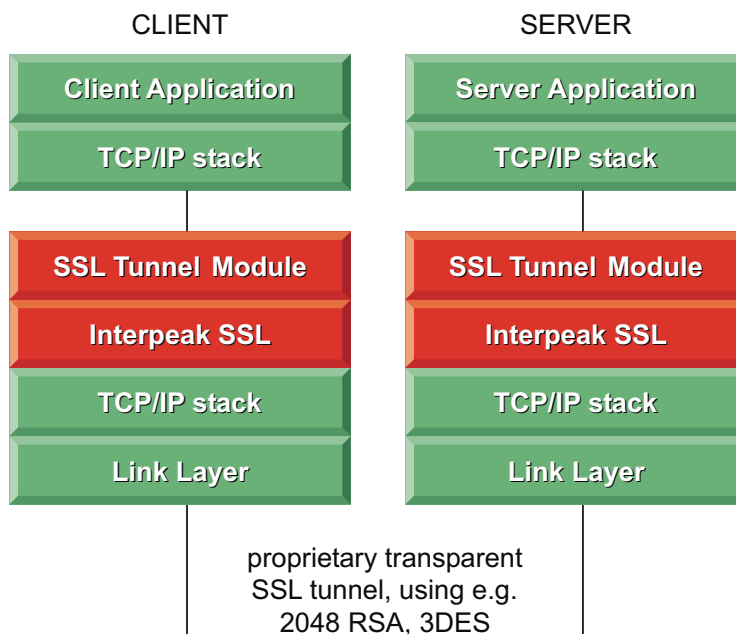 CLIENT
SERVER
Client Application
Server Application
TCP/IP stack
TCP/IP stack
SSL Tunnel Module
SSL Tunnel Module
Interpeak SSL
Interpeak SSL
TCP/IP stack
TCP/IP stack
Link Layer
Link Layer
proprietary transparent
SSL tunnel, using e.g.
2048 RSA, 3DES